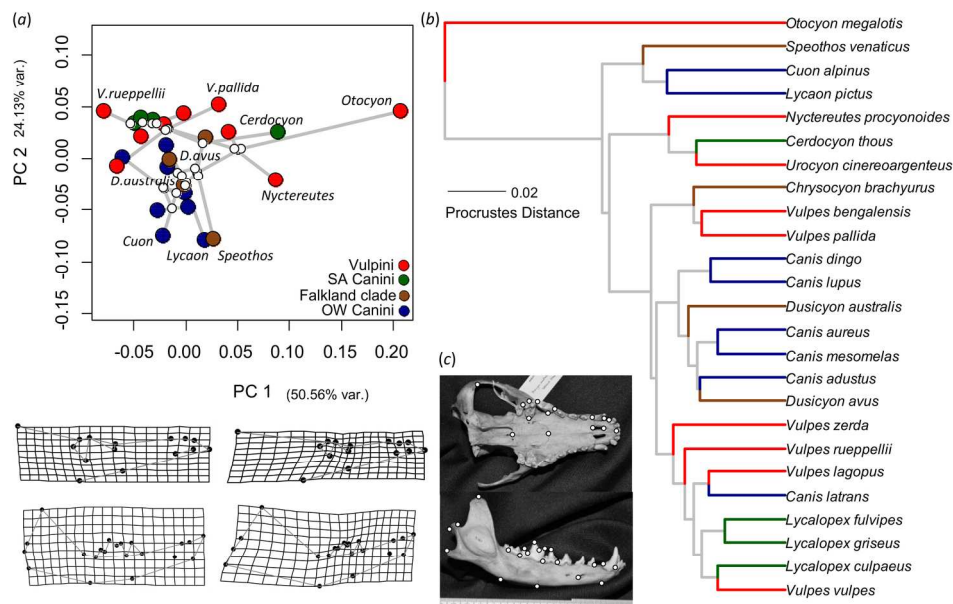 (a)
0.10
0.05
0.00
-0.05
-0.10
-0.15
PC 2 24.13% var.)
V.rueppellii
V.pallida
Otocyon
Cerdocyon
D.avus
D.australis
Nyctereutes
Cuon
Lycaon
Speothos
Vulpini
SA Canini
Falkland clade
OW Canini
-0.05
0.00
0.05
0.10
0.15
0.20
PC 1 (50.56% var.)
(b)
Otocyon megalotis
Speothos venaticus
Cuon alpinus
Lycaon pictus
Nyctereutes procyonoides
Cerdocyon thous
Urocyon cinereoargenteus
Chrysocyon brachyurus
Vulpes bengalensis
Vulpes pallida
Canis dingo
Canis lupus
Dusicyon australis
Canis aureus
Canis mesomelas
Canis adustus
Dusicyon avus
Vulpes zerda
Vulpes rueppellii
Vulpes lagopus
Canis latrans
Lycalopex fulvipes
Lycalopex griseus
Lycalopex culpaeus
Vulpes vulpes
0.02
Procrustes Distance
(c)